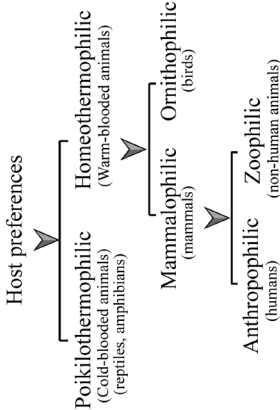 Host preferences
Poikilothermophilic
(Cold-blooded animals)
(reptiles, amphibians)
Homeothermophilic
(Warm-blooded animals)
Mammalophilic
(mammals)
Ornithophilic
(birds)
Anthropophilic
(humans)
Zoophilic
(non-human animals)